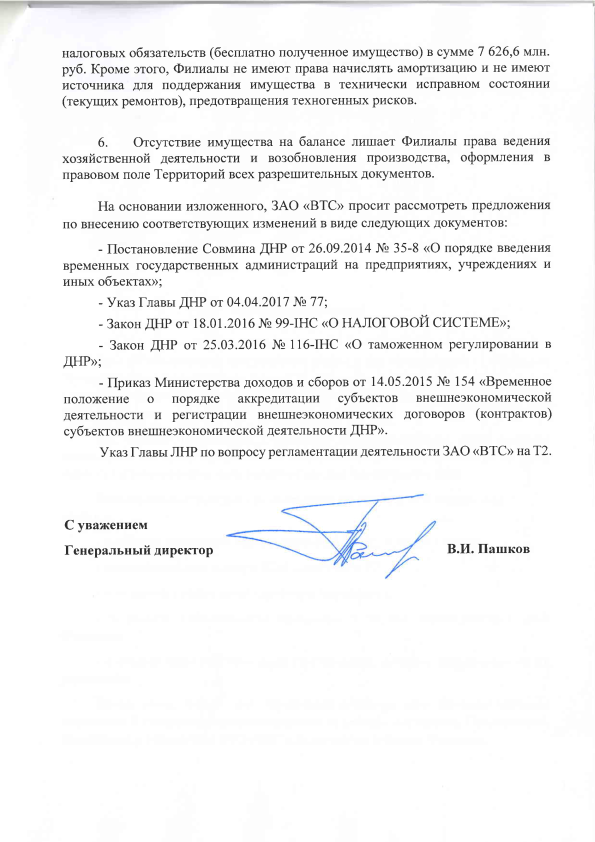 налоговых обязательств (бесплатно полученное имущество) в сумме 7 626,6 млн.
руб. Кроме этого, Филиалы не имеют права начислять амортизацию и не имеют
источника для поддержания имущества в технически исправном состоянии
(текущих ремонтов), предотвращения техногенных рисков.
6. Отсутствие имущества на балансе лишает Филиалы права ведения
хозяйственной деятельности и возобновления производства, оформления в
правовом поле Территорий всех разрешительных документов.
На основании изложенного, ЗАО «ВТС» просит рассмотреть предложения
по внесению соответствующих изменений в виде следующих документов:
- Постановление Совмина ДНР от 26.09.2014 № 35-8 «О порядке введения
временных государственных администраций на предприятиях, учреждениях и
иных объектах»;
- Указ Главы ДНР от 04.04.2017 № 77;
- Закон ДНР от 18.01.2016 № 99-IНС «О НАЛОГОВОЙ СИСТЕМЕ»;
- Закон ДНР от 25.03.2016 № 116-IНС «О таможенном регулировании в
ДНР»;
- Приказ Министерства доходов и сборов от 14.05.2015 № 154 «Временное
положение о порядке аккредитации субъектов внешнеэкономической
деятельности и регистрации внешнеэкономических договоров (контрактов)
субъектов внешнеэкономической деятельности ДНР».
Указ Главы ЛНР по вопросу регламентации деятельности ЗАО «ВТС» на Т2.
С уважением
Генеральный директор В.И. Пашков